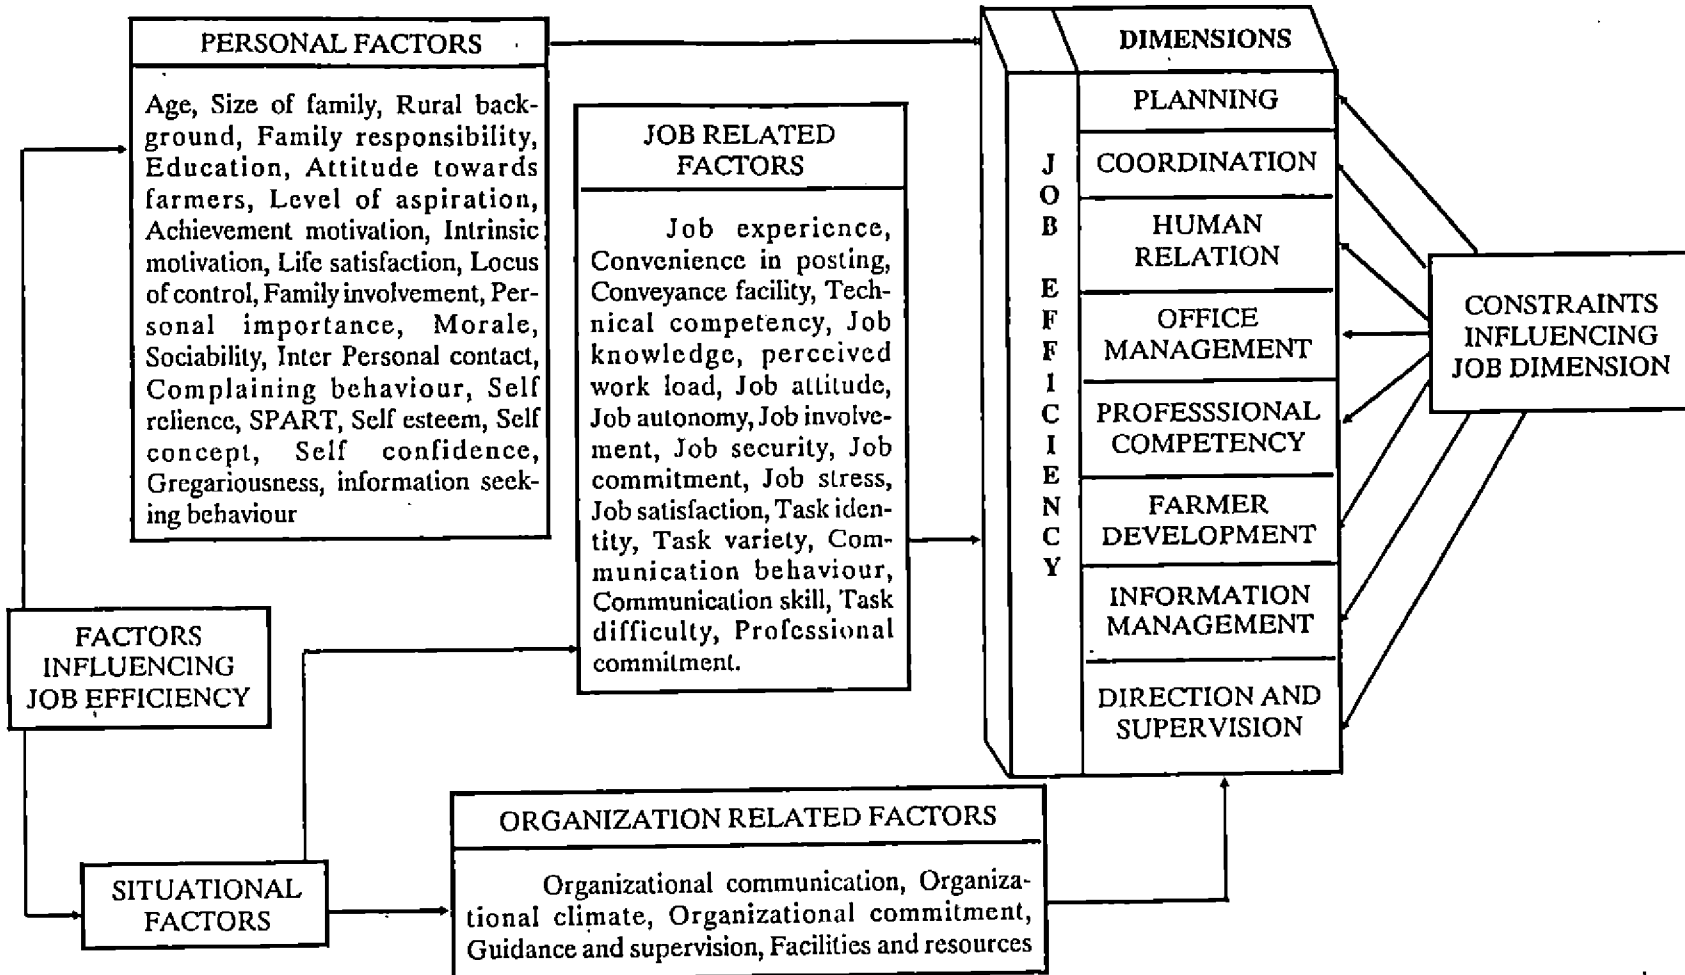 PERSONAL FACTORS
Age, Size of family, Rural back-
ground, Family responsibility,
Education, Attitude towards
farmers, Level of aspiration,
Achievement motivation, Intrinsic
motivation, Life satisfaction, Locus
of control, Family involvement, Per-
sonal importance, Morale,
Sociability, Inter Personal contact,
Complaining behaviour, Self
relience, SPART, Self esteem, Self
concept, Self confidence,
Gregariousness, information seek-
ing behaviour
JOB RELATED
FACTORS
Job experience,
Convenience in posting,
Conveyance facility, Tech-
nical competency, Job
knowledge, perceived
work load, Job attitude,
Job autonomy, Job involve-
ment, Job security, Job
commitment, Job stress,
Job satisfaction, Task iden-
tity, Task variety, Com-
munication behaviour,
Communication skill, Task
difficulty, Professional
commitment.
FACTORS
INFLUENCING
JOB EFFICIENCY
SITUATIONAL
FACTORS
ORGANIZATION RELATED FACTORS
Organizational communication, Organiza-
tional climate, Organizational commitment,
Guidance and supervision, Facilities and resources
JOB EFFICIENCY
DIMENSIONS
PLANNING
COORDINATION
HUMAN
RELATION
OFFICE
MANAGEMENT
PROFESSSIONAL
COMPETENCY
FARMER
DEVELOPMENT
INFORMATION
MANAGEMENT
DIRECTION AND
SUPERVISION
CONSTRAINTS
INFLUENCING
JOB DIMENSION